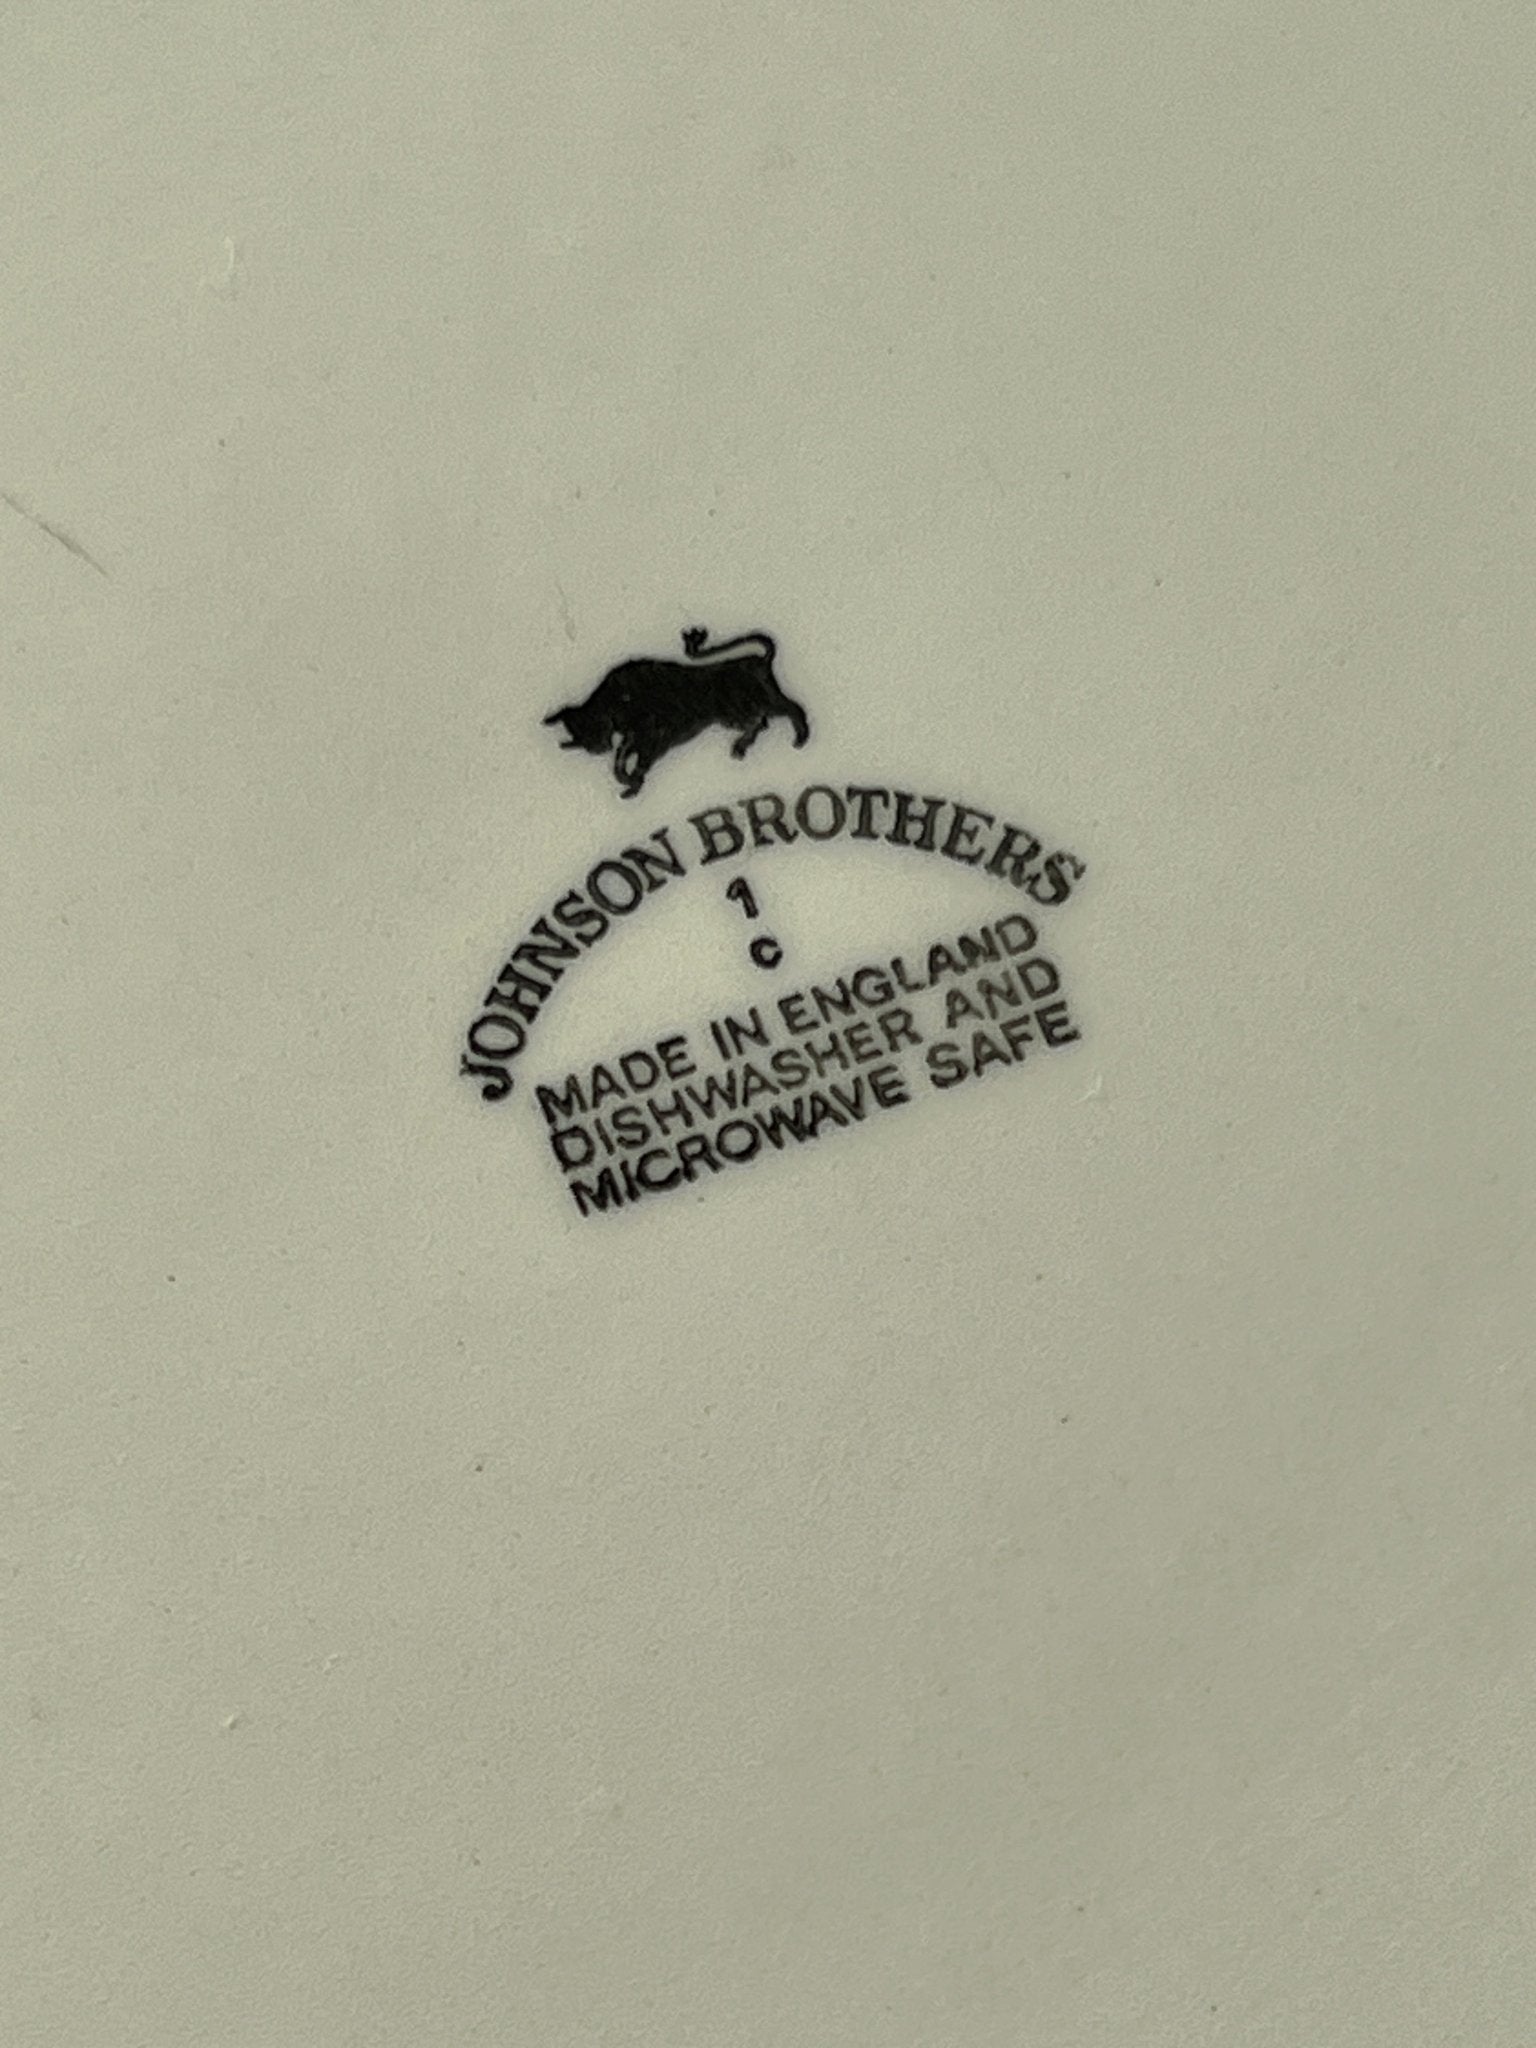 JOHNSON BROTHERS
1
C
MADE IN ENGLAND
DISHWASHER AND
MICROWAVE SAFE